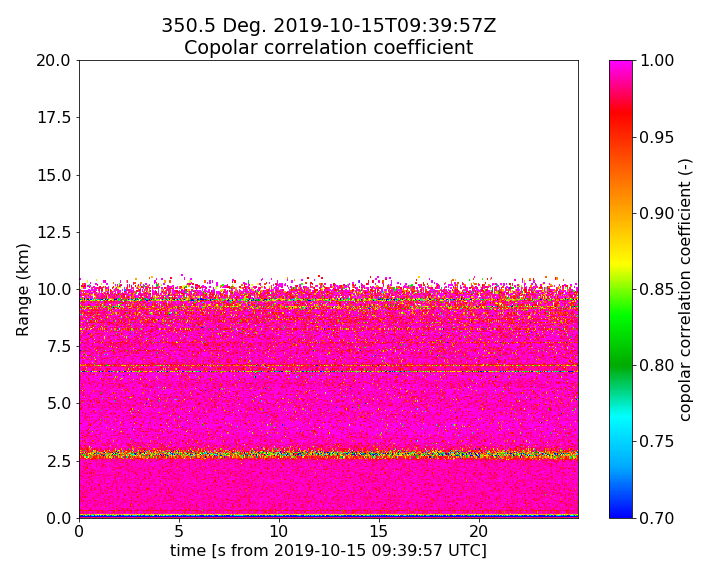 350.5 Deg. 2019-10-15T09:39:57Z
Copolar correlation coefficient
20.0
17.5
15.0
12.5
10.0
7.5
5.0
2.5
0.0
Range (km)
0 5 10 15 20
time [s from 2019-10-15 09:39:57 UTC]
1.00
0.95
0.90
0.85
0.80
0.75
0.70
copolar correlation coefficient (-)